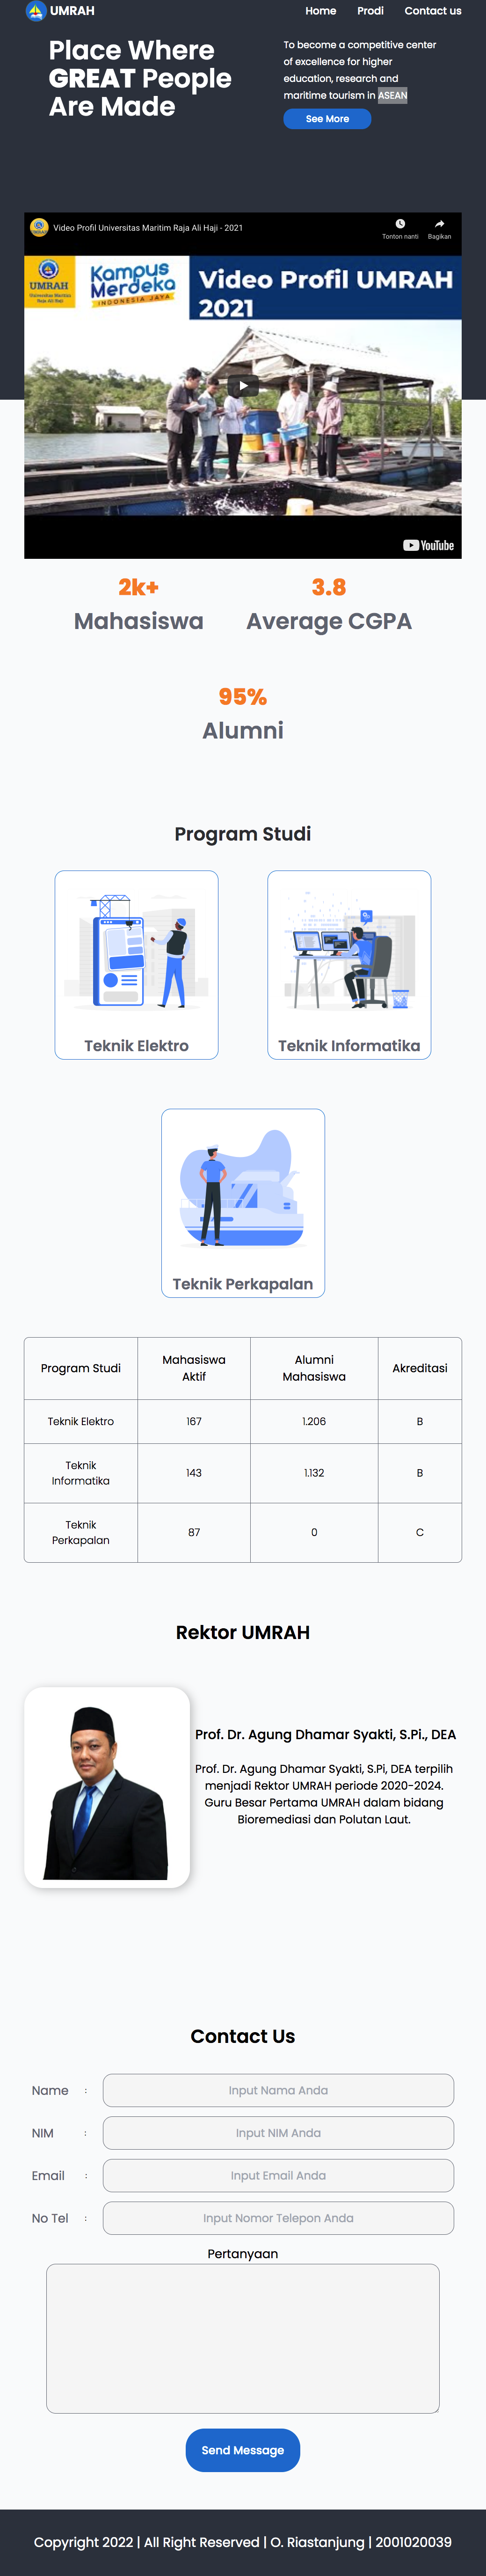 UMRAH
Home
Prodi
Contact us
Place Where
GREAT People
Are Made
To become a competitive center
of excellence for higher
education, research and
maritime tourism in ASEAN
See More
Video Profil Universitas Maritim Raja Ali Haji - 2021
Tonton nanti
Bagikan
UMRAH
Universitas Maritim
Raja Ali Haji
Kampus
Merdeka
INDONESIA JAYA
Video Profil UMRAH
2021
YouTube
2k+
Mahasiswa
3.8
Average CGPA
95%
Alumni
Program Studi
Teknik Elektro
Teknik Informatika
Teknik Perkapalan
Program Studi
Mahasiswa
Aktif
Alumni
Mahasiswa
Akreditasi
Teknik Elektro
167
1.206
B
Teknik
Informatika
143
1.132
B
Teknik
Perkapalan
87
0
C
Rektor UMRAH
Prof. Dr. Agung Dhamar Syakti, S.Pi., DEA
Prof. Dr. Agung Dhamar Syakti, S.Pi, DEA terpilih
menjadi Rektor UMRAH periode 2020-2024.
Guru Besar Pertama UMRAH dalam bidang
Bioremediasi dan Polutan Laut.
Contact Us
Name : Input Nama Anda
NIM : Input NIM Anda
Email : Input Email Anda
No Tel : Input Nomor Telepon Anda
Pertanyaan
Send Message
Copyright 2022 | All Right Reserved | O. Riastanjung | 2001020039